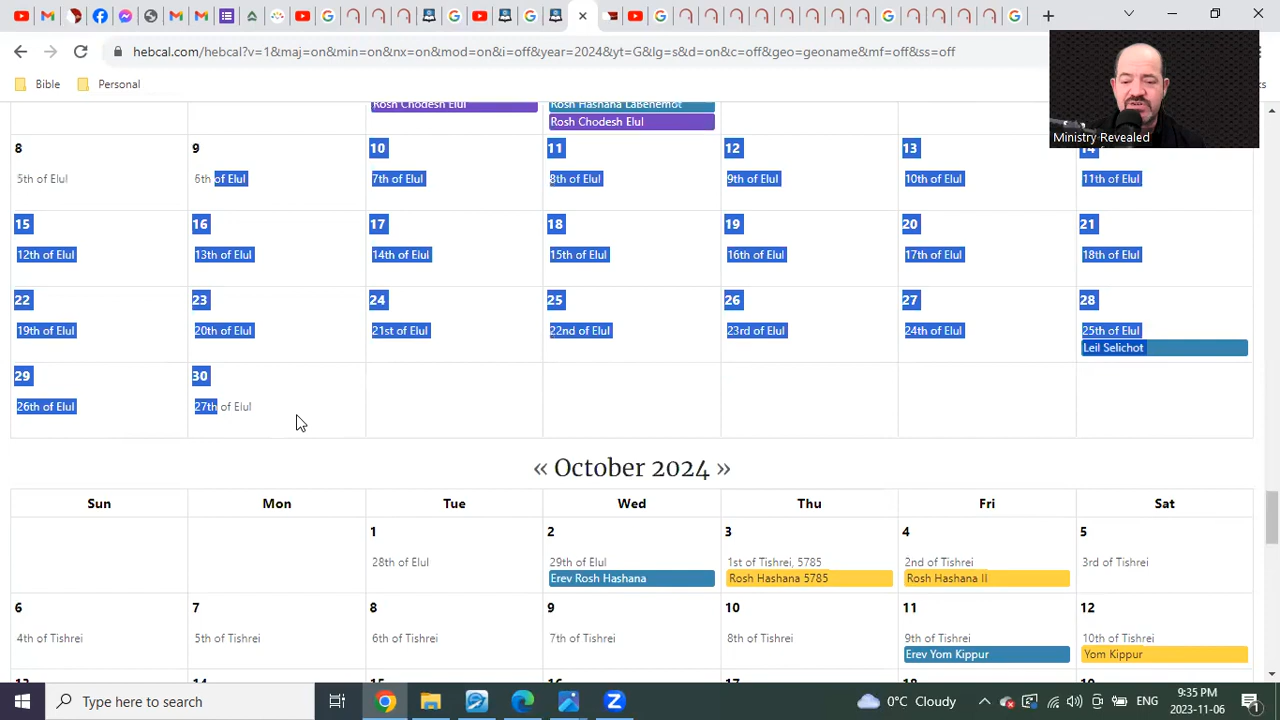 hebcal.com/hebcal?v=1&maj=on&min=on&nx=on&mod=on&i=off&year=2024&yt=G&lg=s&d=on&c=off&geo=geoname&mf=off&ss=off
Bible Personal
Ministry Revealed
Rosh Chodesh Elul Rosh Hashana LaBehemot
Rosh Chodesh Elul
8 9 10 11 12 13 14
5th of Elul 6th of Elul 7th of Elul 8th of Elul 9th of Elul 10th of Elul 11th of Elul
15 16 17 18 19 20 21
12th of Elul 13th of Elul 14th of Elul 15th of Elul 16th of Elul 17th of Elul 18th of Elul
22 23 24 25 26 27 28
19th of Elul 20th of Elul 21st of Elul 22nd of Elul 23rd of Elul 24th of Elul 25th of Elul
Leil Selichot
29 30
26th of Elul 27th of Elul
« October 2024 »
Sun Mon Tue Wed Thu Fri Sat
1 2 3 4 5
28th of Elul 29th of Elul 1st of Tishrei, 5785 2nd of Tishrei 3rd of Tishrei
Erev Rosh Hashana Rosh Hashana 5785 Rosh Hashana II
6 7 8 9 10 11 12
4th of Tishrei 5th of Tishrei 6th of Tishrei 7th of Tishrei 8th of Tishrei 9th of Tishrei 10th of Tishrei
Erev Yom Kippur Yom Kippur
Type here to search 0°C Cloudy ENG 9:35 PM
2023-11-06